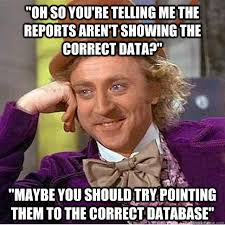 "OH SO YOU'RE TELLING ME THE
REPORTS AREN'T SHOWING THE
CORRECT DATA?"
"MAYBE YOU SHOULD TRY POINTING
THEM TO THE CORRECT DATABASE"